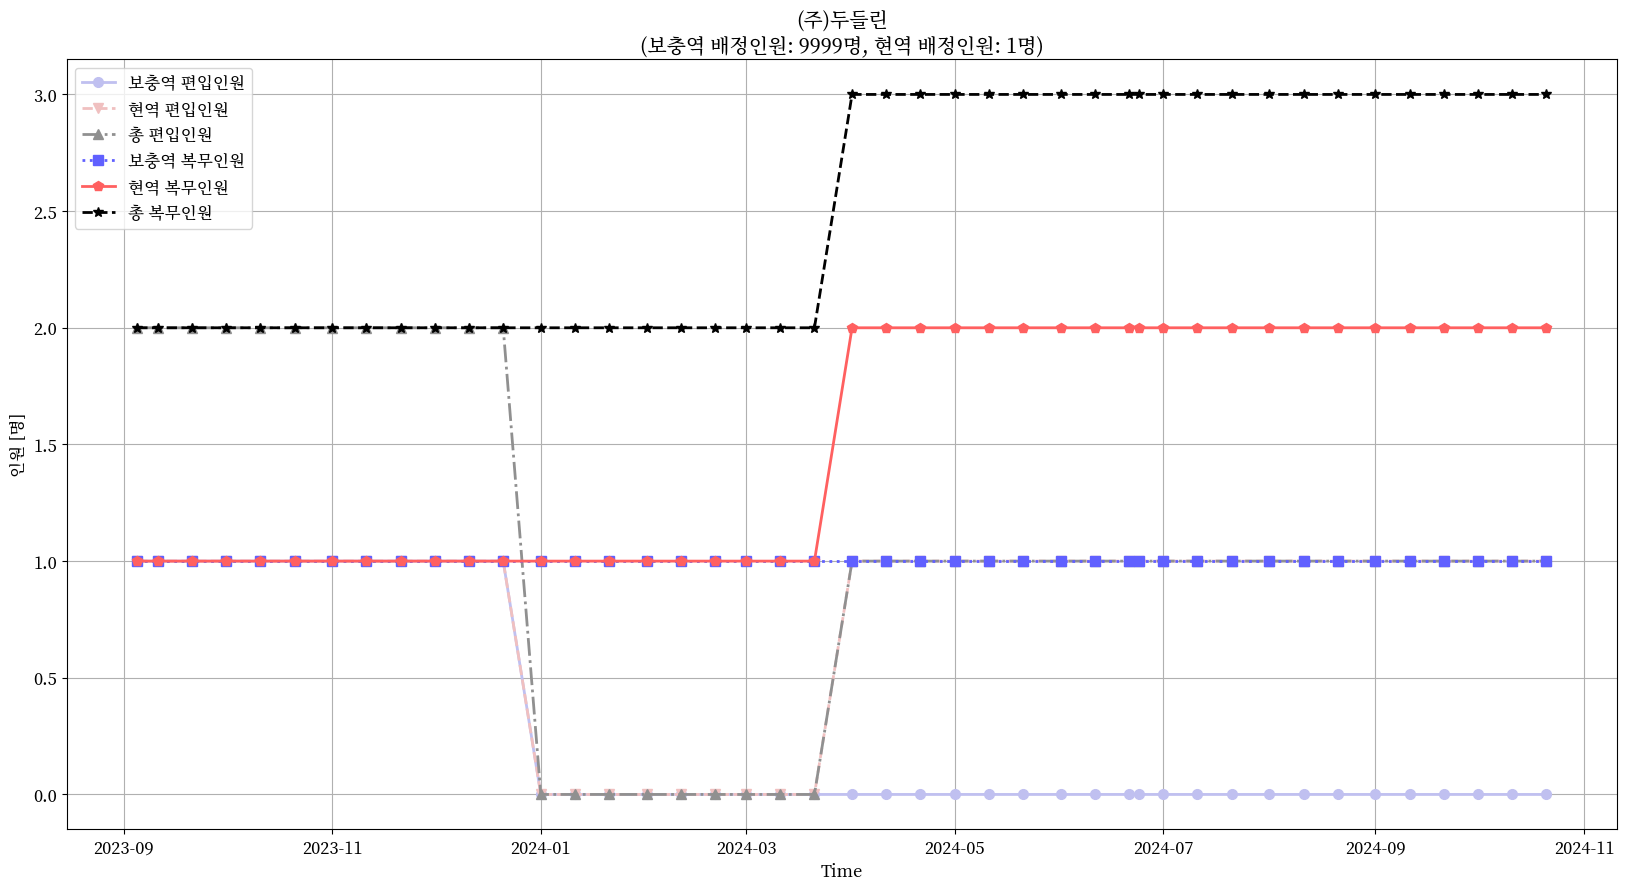 (주)두들린
(보충역 배정인원: 9999명, 현역 배정인원: 1명)
보충역 편입인원
현역 편입인원
총 편입인원
보충역 복무인원
현역 복무인원
총 복무인원
3.0
2.5
2.0
1.5
1.0
0.5
0.0
인원 [명]
2023-09 2023-11 2024-01 2024-03 2024-05 2024-07 2024-09 2024-11
Time